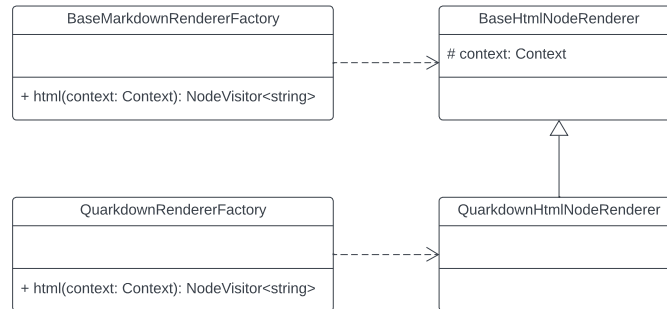 BaseMarkdownRendererFactory
+ html(context: Context): NodeVisitor<string>
BaseHtmlNodeRenderer
# context: Context
QuarkdownRendererFactory
+ html(context: Context): NodeVisitor<string>
QuarkdownHtmlNodeRenderer